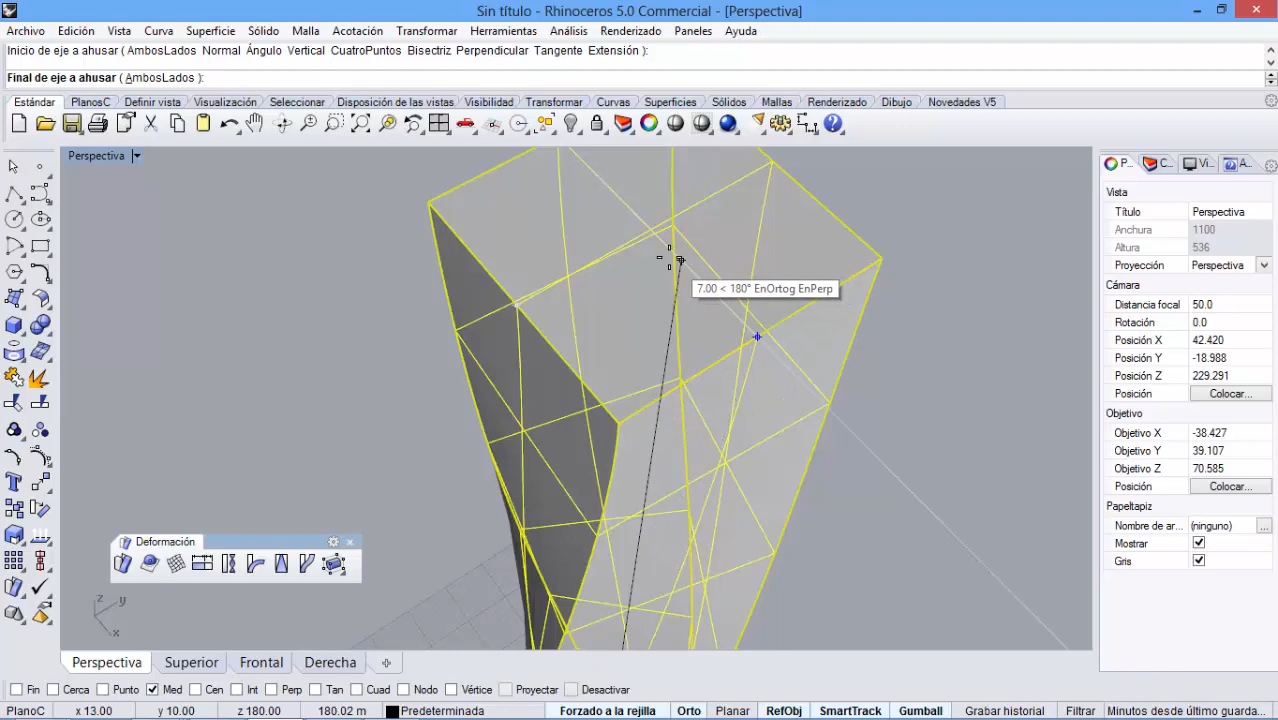 Sin título - Rhinoceros 5.0 Commercial - [Perspectiva]
Archivo Edición Vista Curva Superficie Sólido Malla Acotación Transformar Herramientas Análisis Renderizado Paneles Ayuda
Inicio de eje a ahusar ( AmbosLados Normal Ángulo Vertical CuatroPuntos Bisectriz Perpendicular Tangente Extensión ):
Final de eje a ahusar ( AmbosLados ):
Estándar PlanosC Definir vista Visualización Seleccionar Disposición de las vistas Visibilidad Transformar Curvas Superficies Sólidos Mallas Renderizado Dibujo Novedades V5
Perspectiva
P... C... Vi... A...
Vista
Título Perspectiva
Anchura 1100
Altura 536
Proyección Perspectiva
Cámara
Distancia focal 50.0
Rotación 0.0
Posición X 42.420
Posición Y -18.988
Posición Z 229.291
Posición Colocar...
Objetivo
Objetivo X -38.427
Objetivo Y 39.107
Objetivo Z 70.585
Posición Colocar...
Papeltapiz
Nombre de ar... (ninguno) ...
Mostrar
Gris
7.00 < 180° EnOrtog EnPerp
Deformación
z y x
Perspectiva Superior Frontal Derecha
Fin Cerca Punto Med Cen Int Perp Tan Cuad Nodo Vértice Proyectar Desactivar
PlanoC x 13.00 y 10.00 z 180.00 180.02 m Predeterminada Forzado a la rejilla Orto Planar RefObj SmartTrack Gumball Grabar historial Filtrar Minutos desde último guarda...